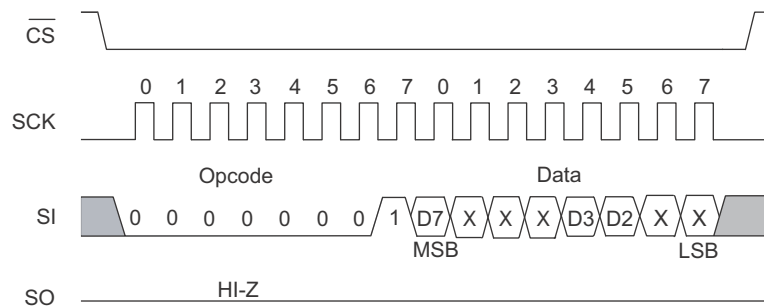 CS
0 1 2 3 4 5 6 7 0 1 2 3 4 5 6 7
SCK
Opcode Data
SI 0 0 0 0 0 0 0 1 D7 X X X D3 D2 X X
MSB LSB
HI-Z
SO